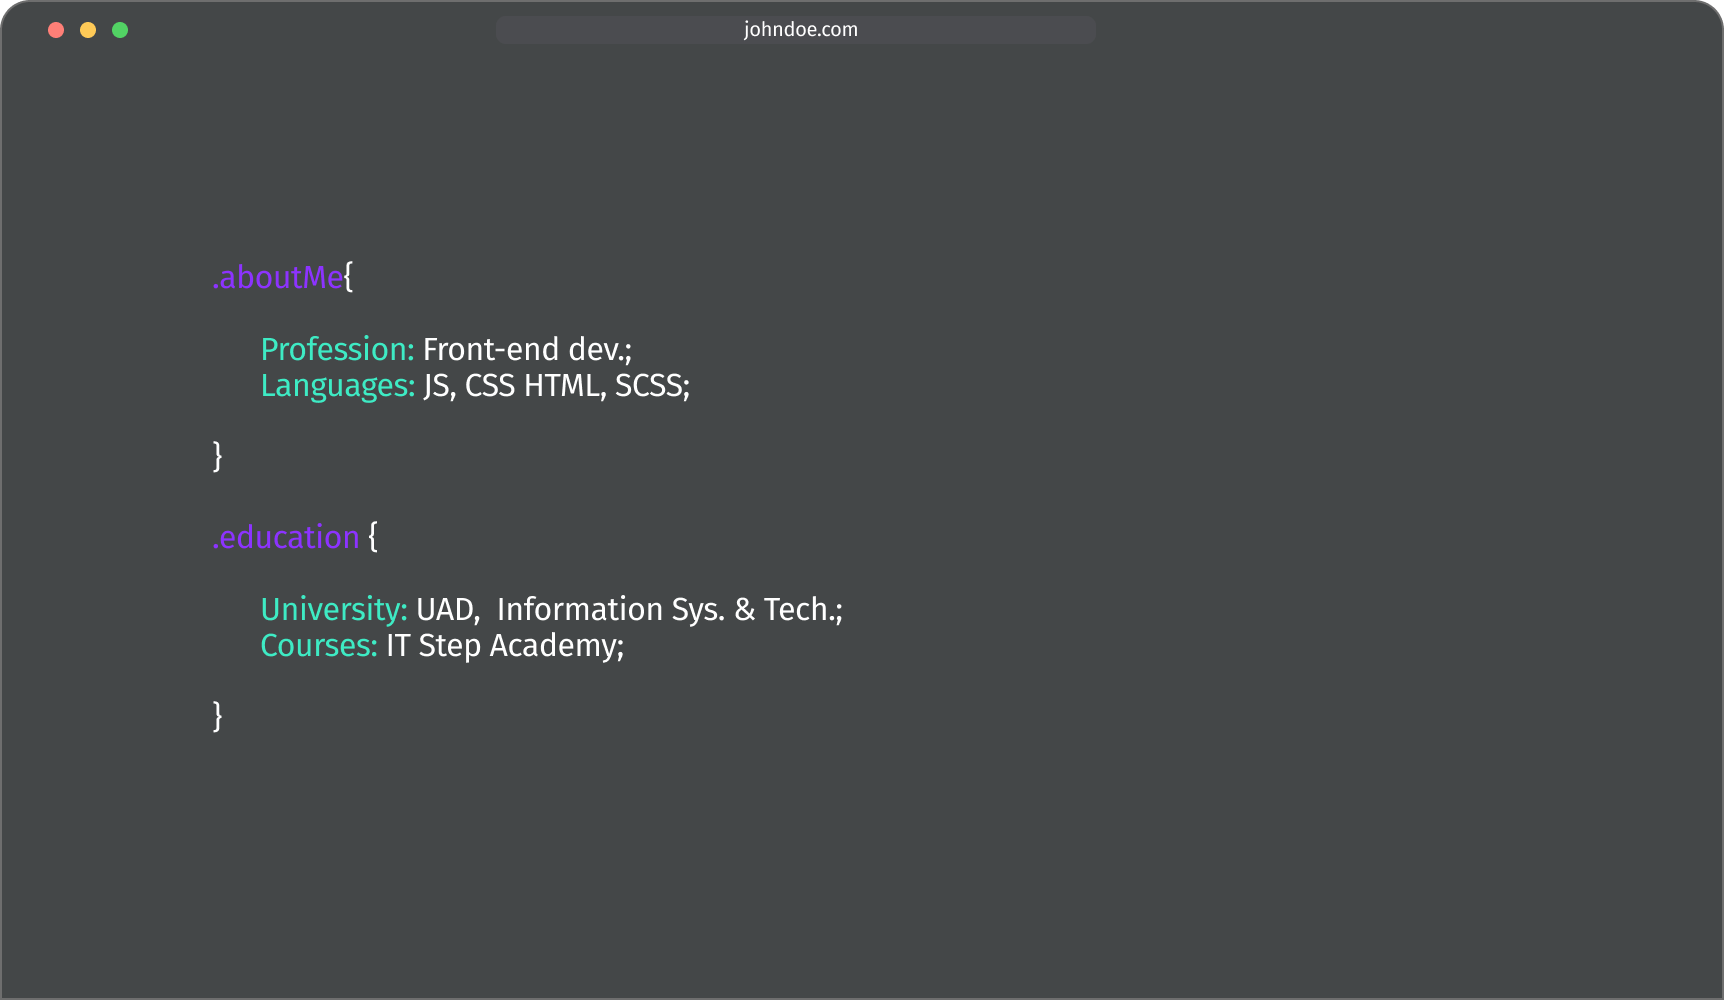 johndoe.com
.aboutMe{
Profession: Front-end dev.;
Languages: JS, CSS HTML, SCSS;
}
.education {
University: UAD,  Information Sys. & Tech.;
Courses: IT Step Academy;
}